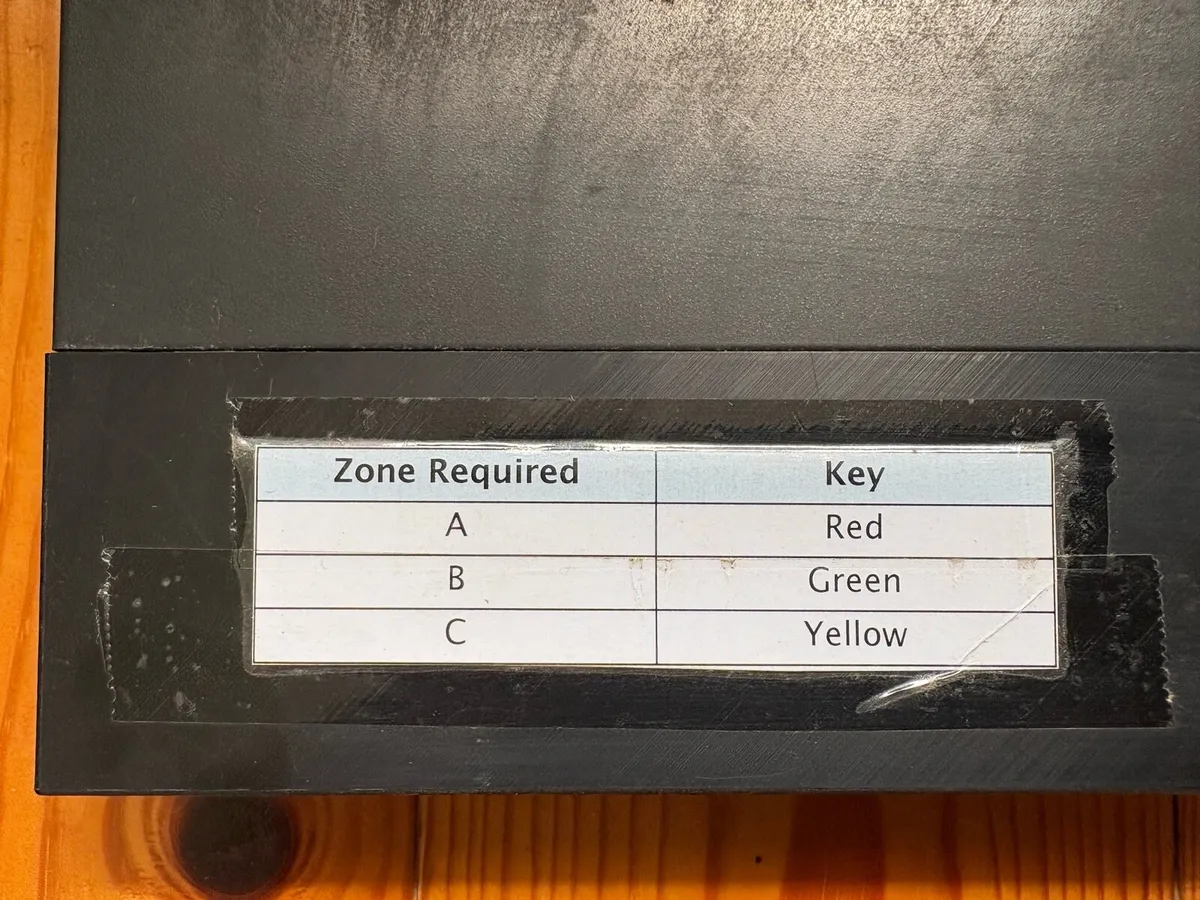 Zone Required Key
A Red
B Green
C Yellow